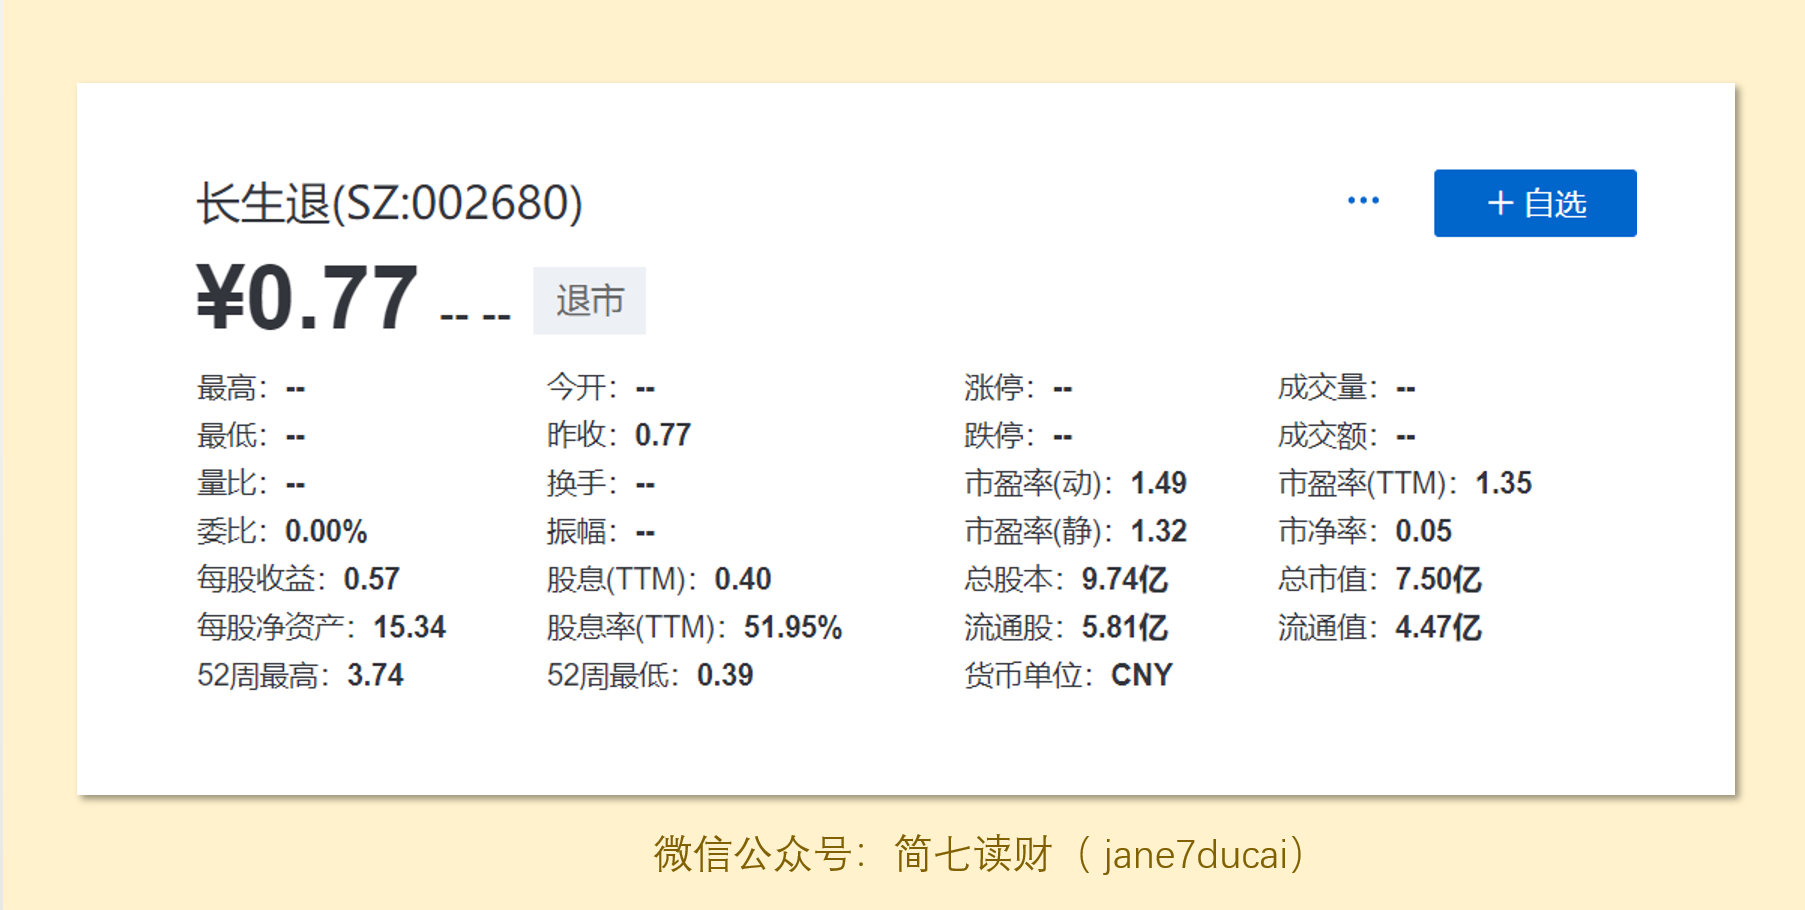 长生退(SZ:002680)
··· +自选
¥0.77 -- -- 退市
最高：-- 今开：-- 涨停：-- 成交量：--
最低：-- 昨收：0.77 跌停：-- 成交额：--
量比：-- 换手：-- 市盈率(动)：1.49 市盈率(TTM)：1.35
委比：0.00% 振幅：-- 市盈率(静)：1.32 市净率：0.05
每股收益：0.57 股息(TTM)：0.40 总股本：9.74亿 总市值：7.50亿
每股净资产：15.34 股息率(TTM)：51.95% 流通股：5.81亿 流通值：4.47亿
52周最高：3.74 52周最低：0.39 货币单位：CNY
微信公众号：简七读财（jane7ducai）